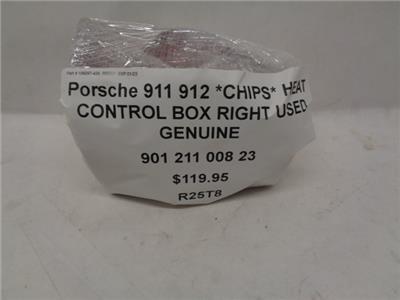 Porsche 911 912 *CHIPS* HEAT
CONTROL BOX RIGHT USED
GENUINE
901 211 008 23
$119.95
R25T8